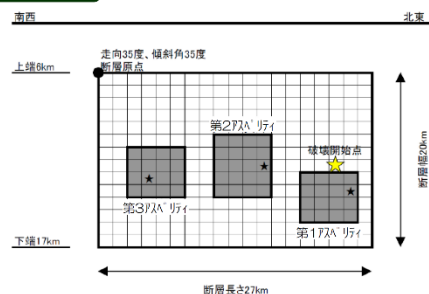 南西
北東
走向35度、傾斜角35度
断層原点
上端6km
第2アスペリティ
破壊開始点
断層幅20km
第3アスペリティ
第1アスペリティ
下端17km
断層長さ27km